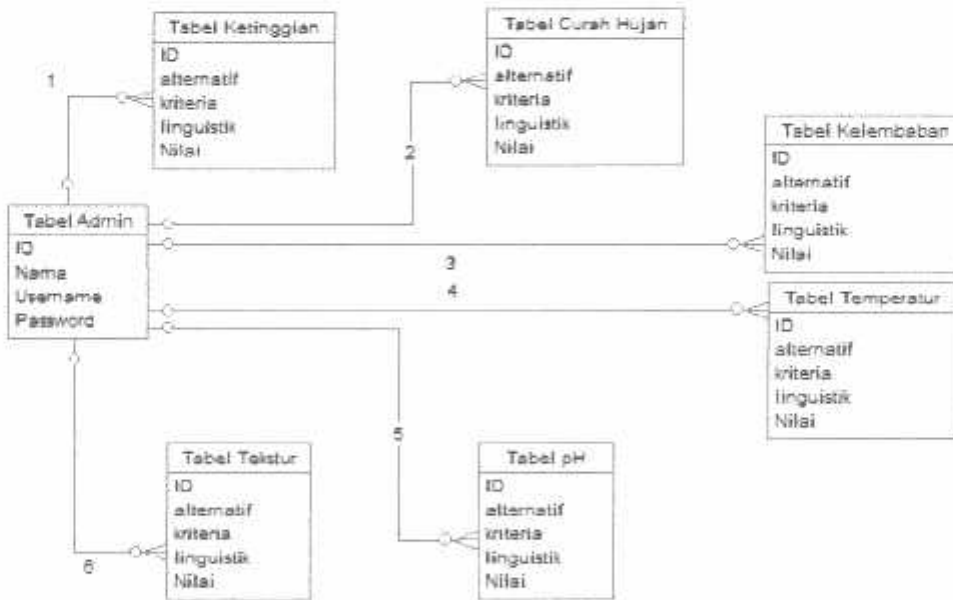 Tabel Ketinggian
ID
alternatif
kriteria
linguistik
Nilai
Tabel Curah Hujan
ID
alternatif
kriteria
linguistik
Nilai
Tabel Kelembaban
ID
alternatif
kriteria
linguistik
Nilai
1
2
Tabel Admin
ID
Nama
Username
Password
3
4
Tabel Temperatur
ID
alternatif
kriteria
linguistik
Nilai
5
6
Tabel Tekstur
ID
alternatif
kriteria
linguistik
Nilai
Tabel pH
ID
alternatif
kriteria
linguistik
Nilai